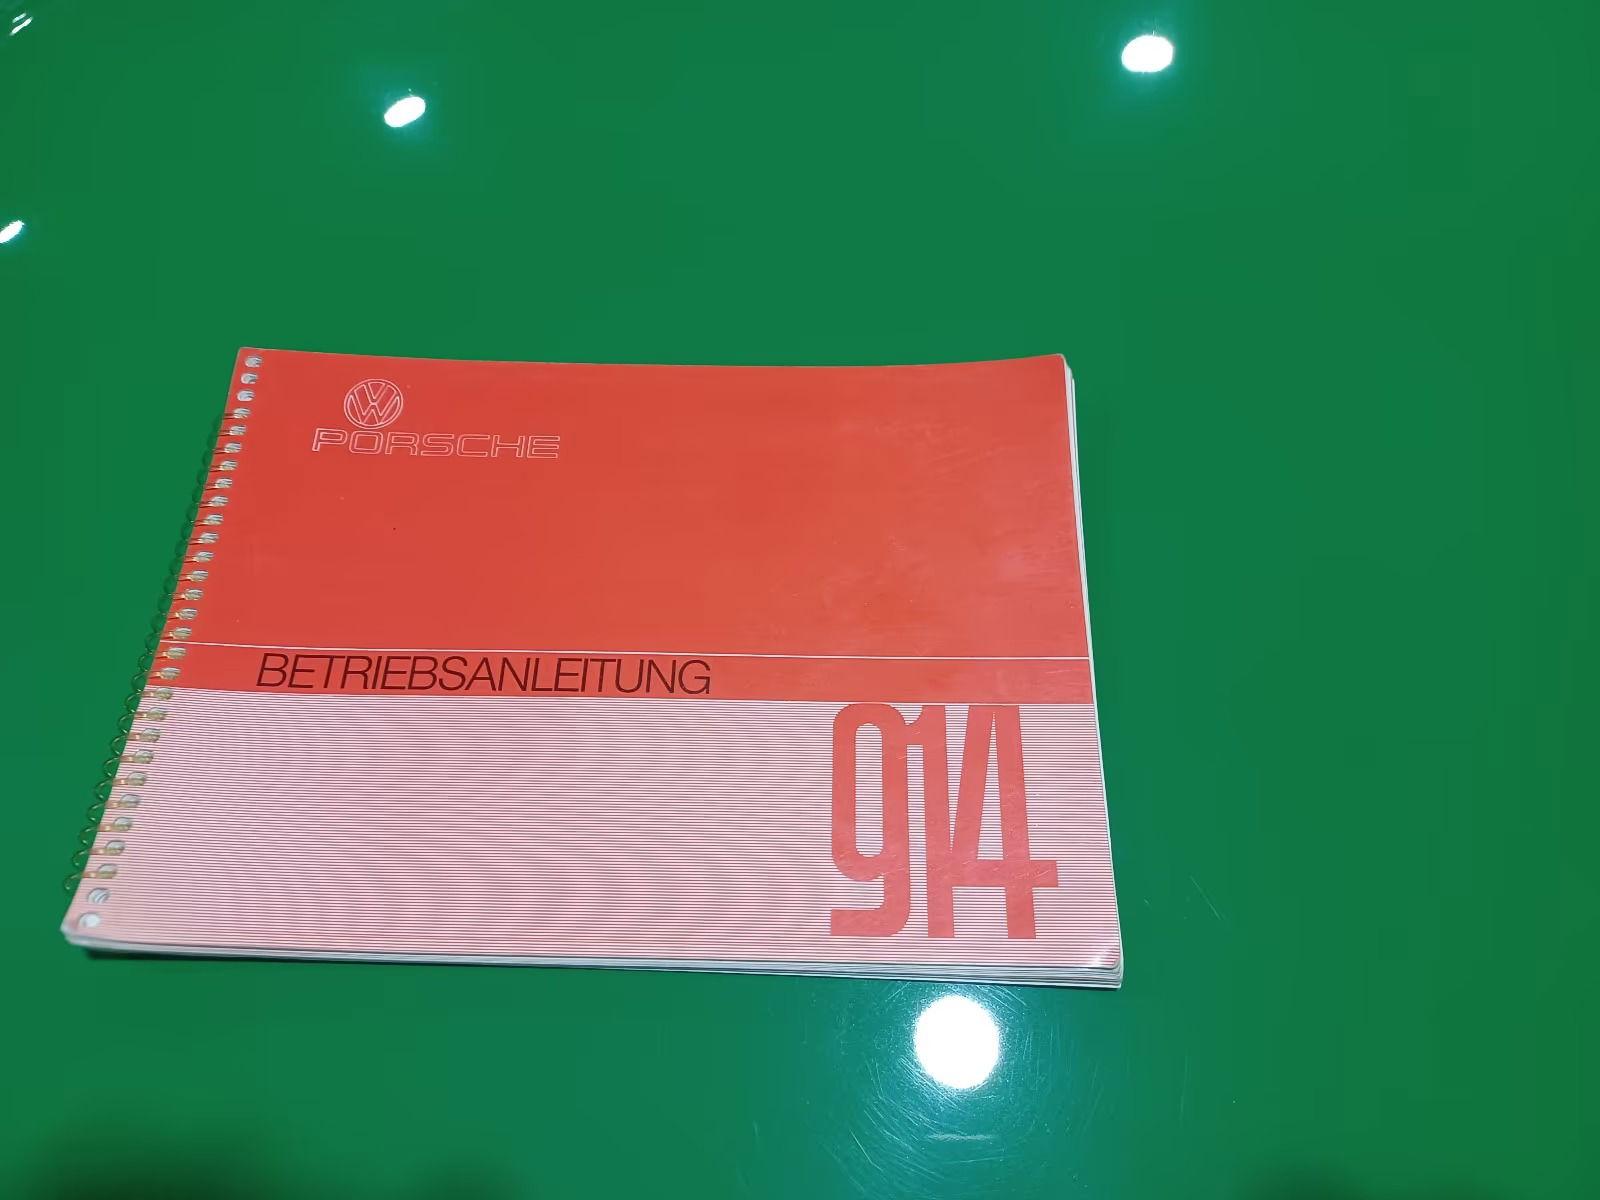 VW
PORSCHE
BETRIEBSANLEITUNG
914